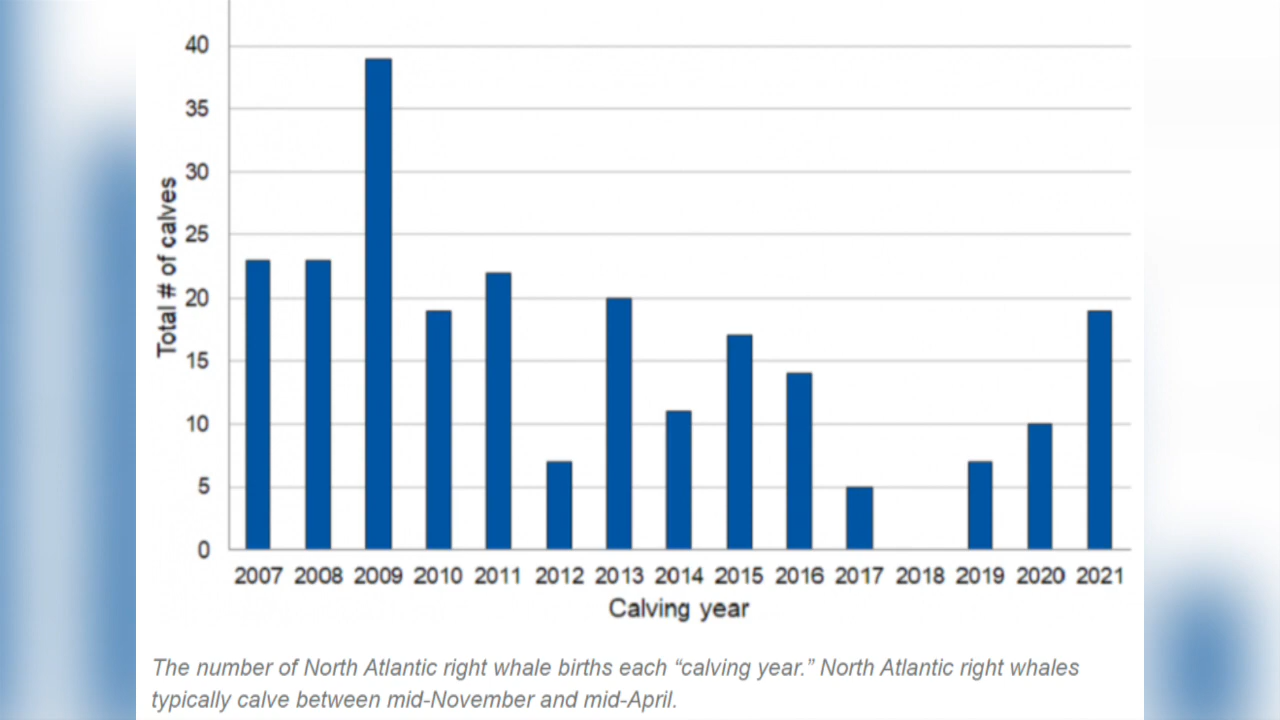 40
35
30
25
20
15
10
5
0
Total # of calves
2007 2008 2009 2010 2011 2012 2013 2014 2015 2016 2017 2018 2019 2020 2021
Calving year
The number of North Atlantic right whale births each “calving year.” North Atlantic right whales
typically calve between mid-November and mid-April.